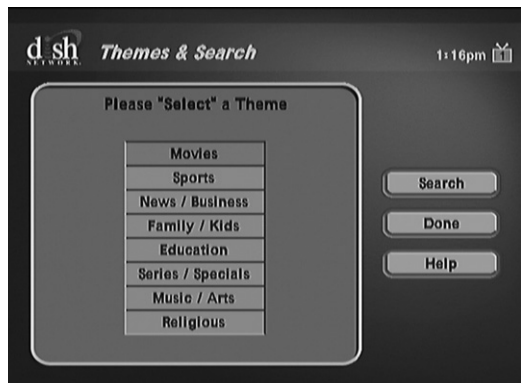 dish
NETWORK.
Themes & Search
1:16pm
1
Please "Select" a Theme
Movies
Sports
News / Business
Family / Kids
Education
Series / Specials
Music / Arts
Religious
Search
Done
Help